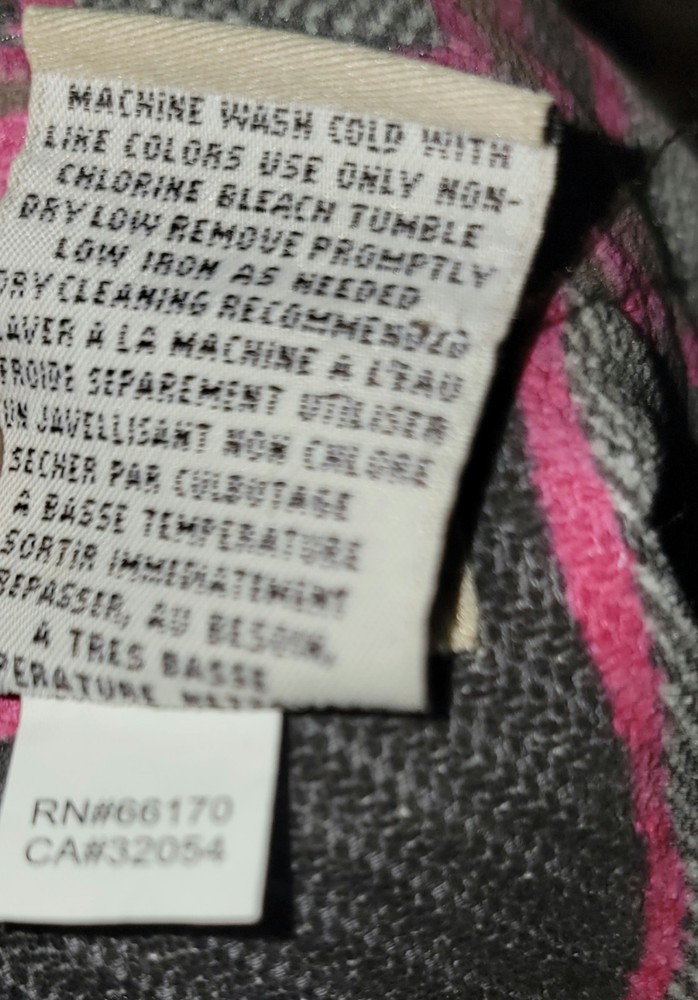 MACHINE WASH COLD WITH
LIKE COLORS USE ONLY NON-
CHLORINE BLEACH TUMBLE
DRY LOW REMOVE PROMPTLY
LOW IRON AS NEEDED
DRY CLEANING RECOMMENDED
LAVER A LA MACHINE A L'EAU
FROIDE SEPAREMENT UTILISER
UN JAVELLISANT NON CHLORE
SECHER PAR CULBUTAGE
A BASSE TEMPERATURE
SORTIR IMMEDIATEMENT
REPASSER, AU BESOIN,
A TRES BASSE
PERATURE
RN#66170
CA#32054